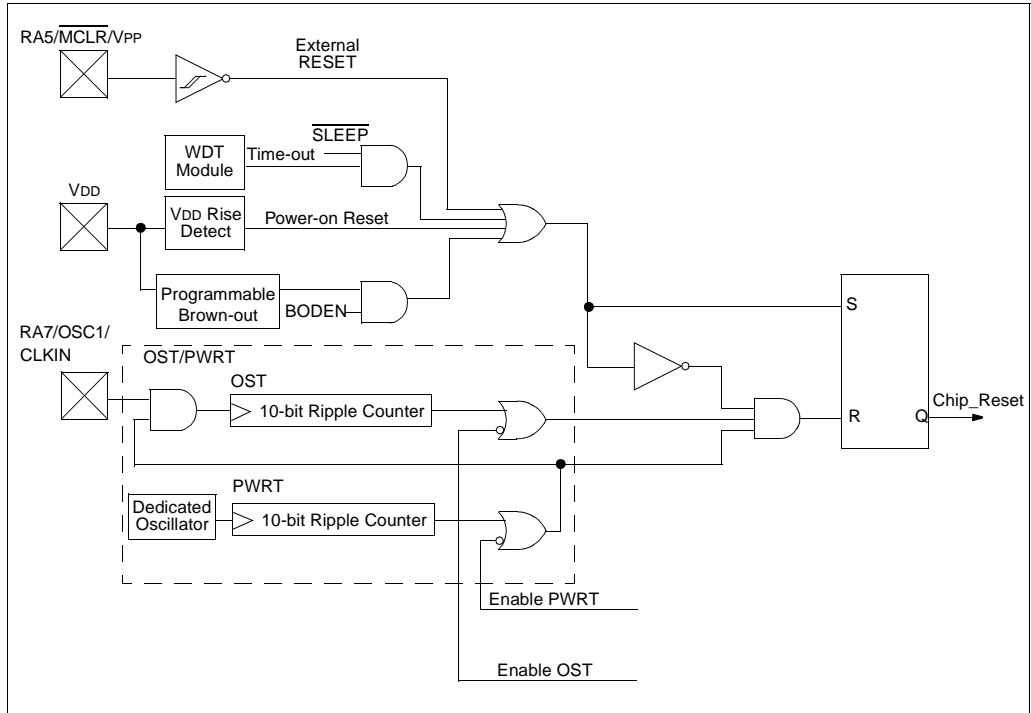 RA5/M̅C̅L̅R̅/VPP
External
RESET
S̅L̅E̅E̅P̅
WDT
Module
Time-out
VDD
VDD Rise
Detect
Power-on Reset
Programmable
Brown-out
BODEN
RA7/OSC1/
CLKIN
OST/PWRT
OST
10-bit Ripple Counter
S
R
Q
Chip_Reset
PWRT
Dedicated
Oscillator
10-bit Ripple Counter
Enable PWRT
Enable OST